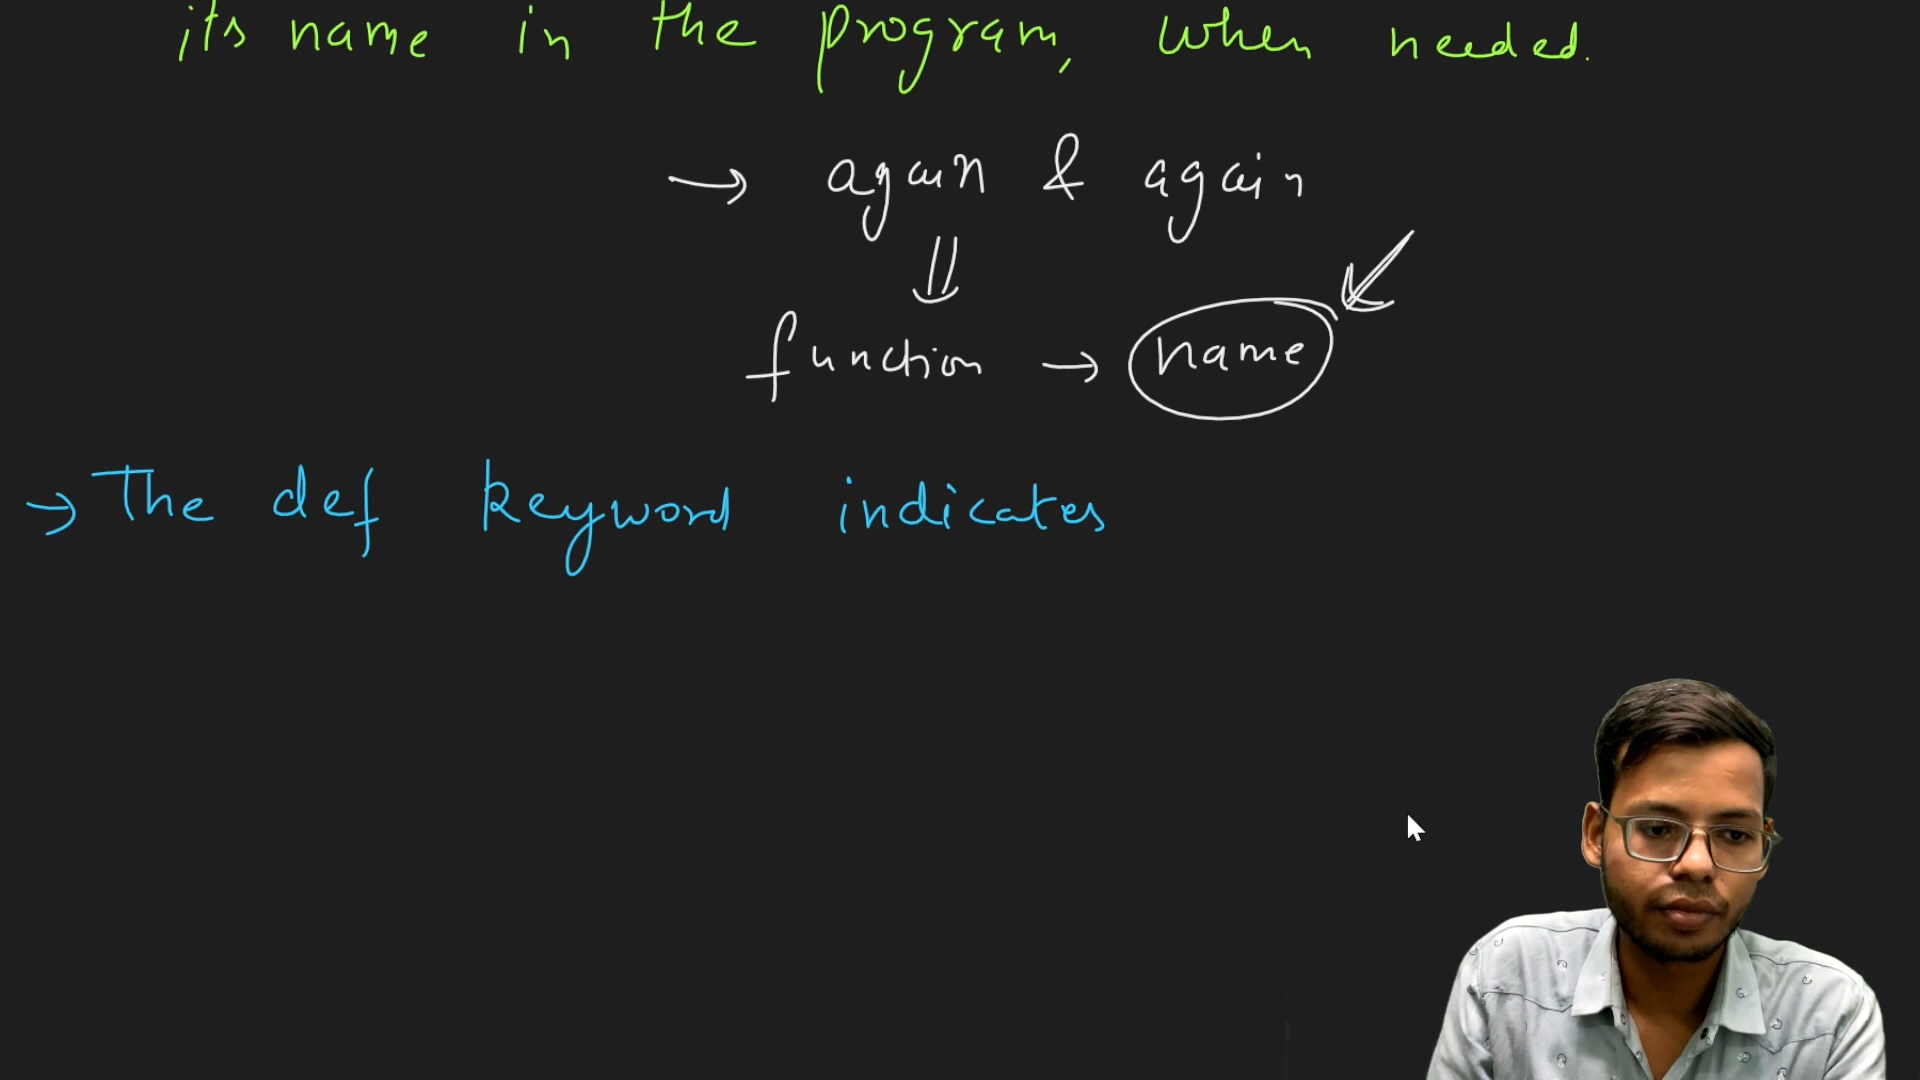 its name in the program, when needed.
→ again & again
⇓
function → name
→ The def keyword indicates